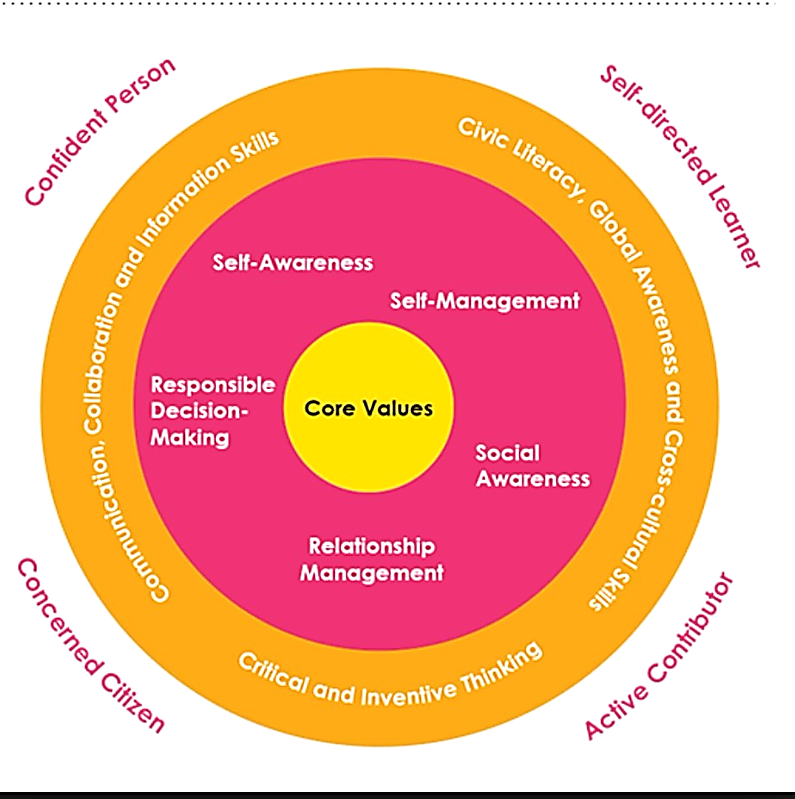 Confident Person
Self-directed Learner
Communication, Collaboration and Information Skills
Civic Literacy, Global Awareness and Cross-cultural Skills
Self-Awareness
Self-Management
Responsible
Decision-
Making
Core Values
Social
Awareness
Relationship
Management
Critical and Inventive Thinking
Concerned Citizen
Active Contributor